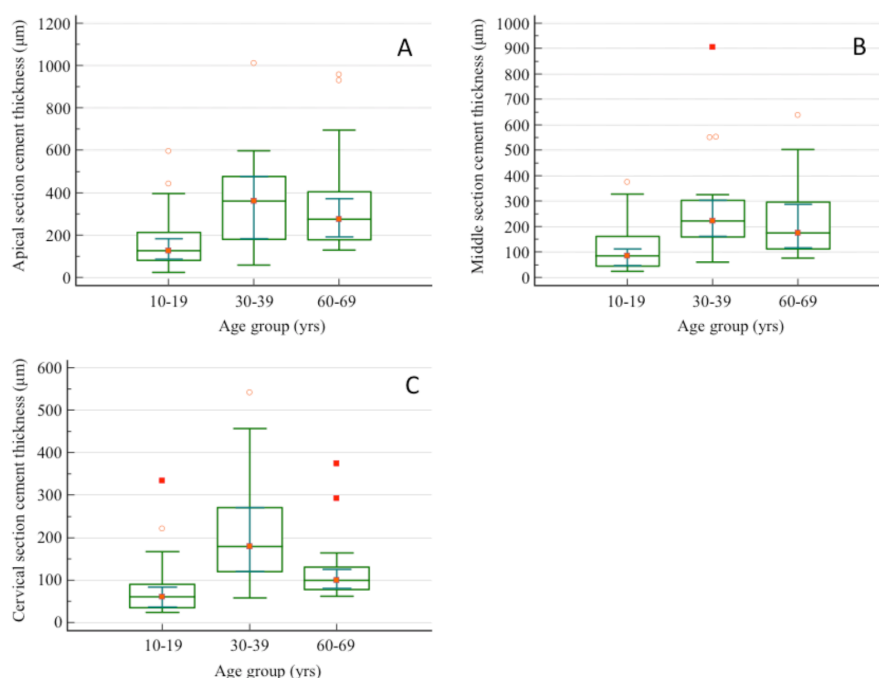 A
Apical section cement thickness (µm)
1200
1000
800
600
400
200
0
10-19 30-39 60-69
Age group (yrs)
B
Middle section cement thickness (µm)
1000
900
800
700
600
500
400
300
200
100
0
10-19 30-39 60-69
Age group (yrs)
C
Cervical section cement thickness (µm)
600
500
400
300
200
100
0
10-19 30-39 60-69
Age group (yrs)